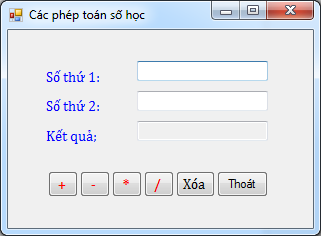 Các phép toán số học
Số thứ 1:
Số thứ 2:
Kết quả;
+ - * / Xóa Thoát